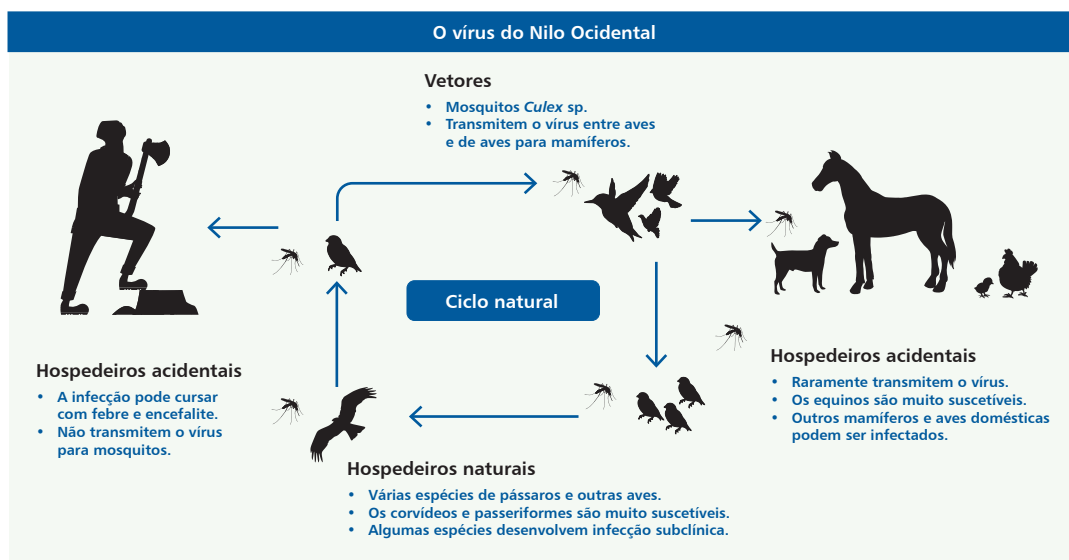 O vírus do Nilo Ocidental
Vetores
• Mosquitos Culex sp.
• Transmitem o vírus entre aves
e de aves para mamíferos.
Ciclo natural
Hospedeiros acidentais
• A infecção pode cursar
com febre e encefalite.
• Não transmitem o vírus
para mosquitos.
Hospedeiros acidentais
• Raramente transmitem o vírus.
• Os equinos são muito suscetíveis.
• Outros mamíferos e aves domésticas
podem ser infectados.
Hospedeiros naturais
• Várias espécies de pássaros e outras aves.
• Os corvídeos e passeriformes são muito suscetíveis.
• Algumas espécies desenvolvem infecção subclínica.